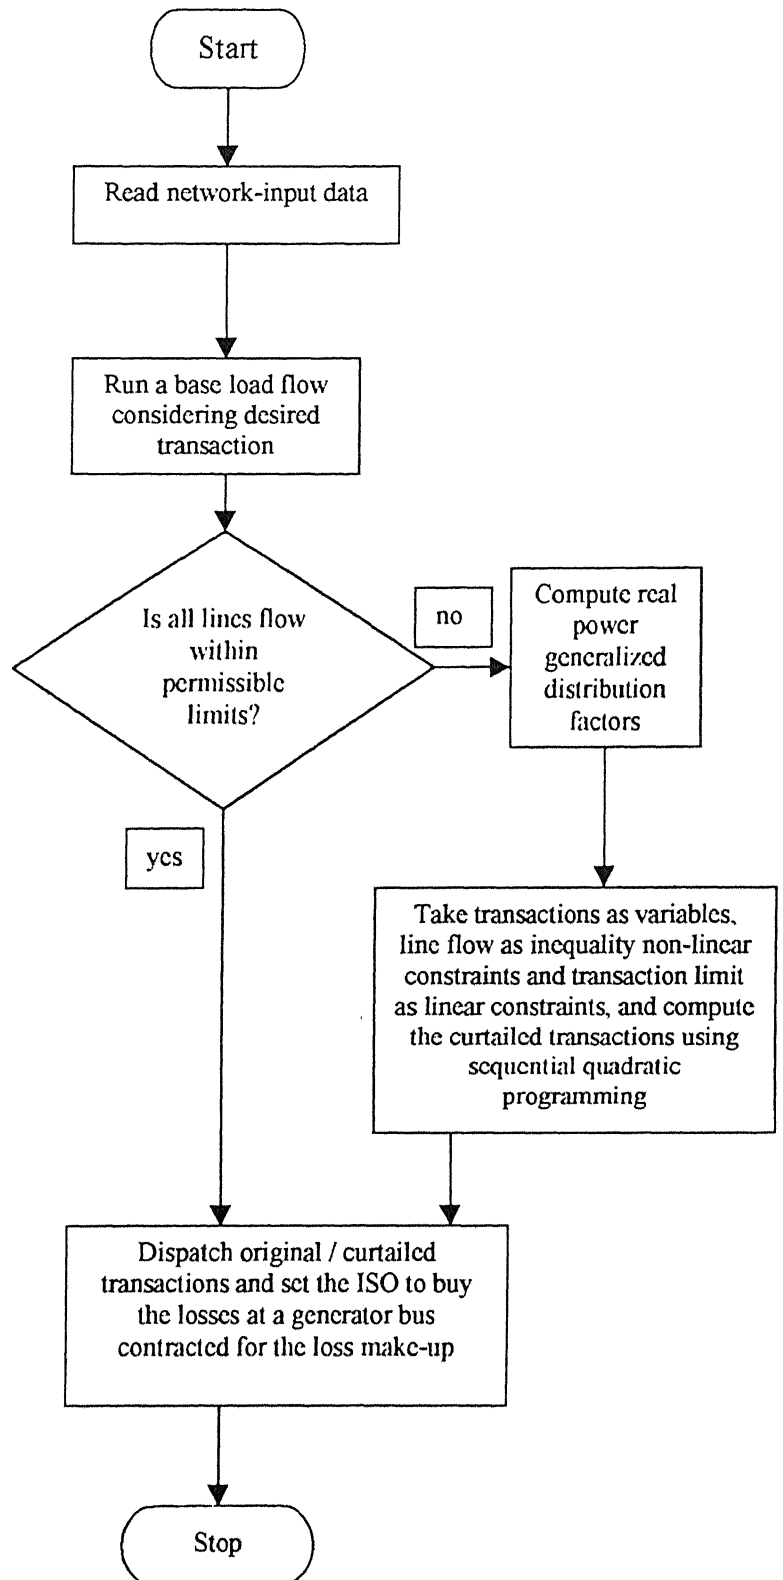 Start
Read network-input data
Run a base load flow
considering desired
transaction
Is all lines flow
within
permissible
limits?
no
Compute real
power
generalized
distribution
factors
yes
Take transactions as variables,
line flow as inequality non-linear
constraints and transaction limit
as linear constraints, and compute
the curtailed transactions using
sequential quadratic
programming
Dispatch original / curtailed
transactions and set the ISO to buy
the losses at a generator bus
contracted for the loss make-up
Stop